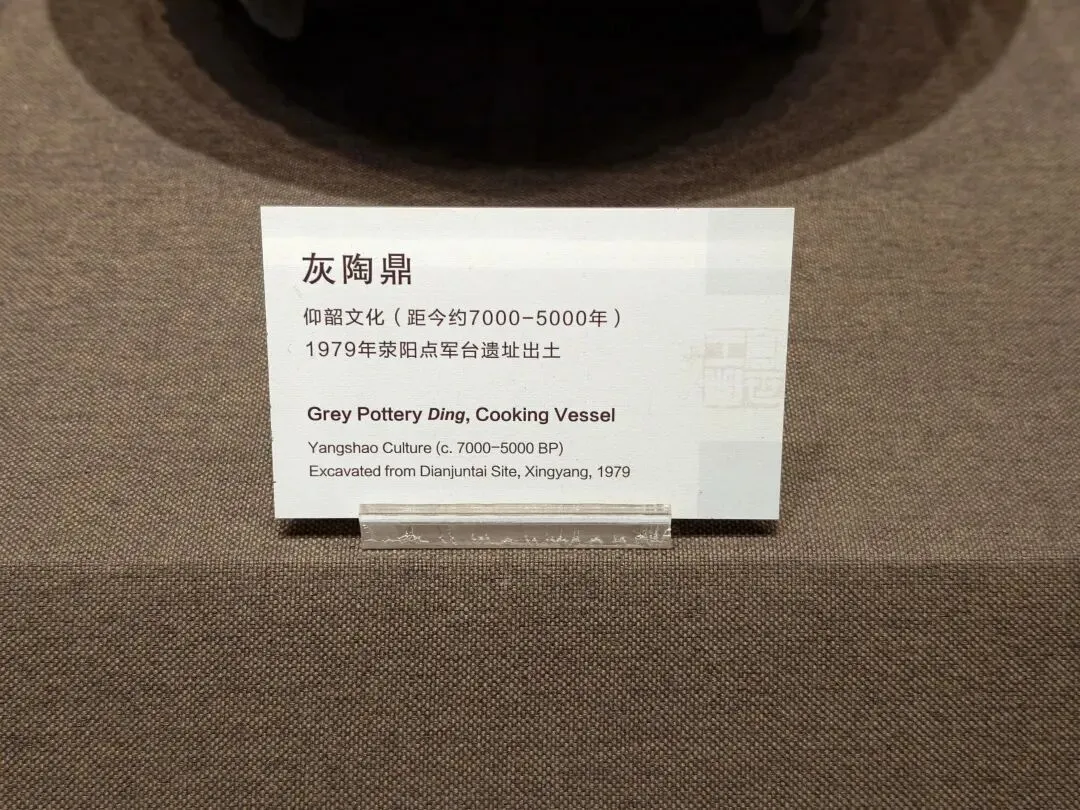 灰陶鼎
仰韶文化（距今约7000-5000年）
1979年荥阳点军台遗址出土
Grey Pottery Ding, Cooking Vessel
Yangshao Culture (c. 7000-5000 BP)
Excavated from Dianjuntai Site, Xingyang, 1979